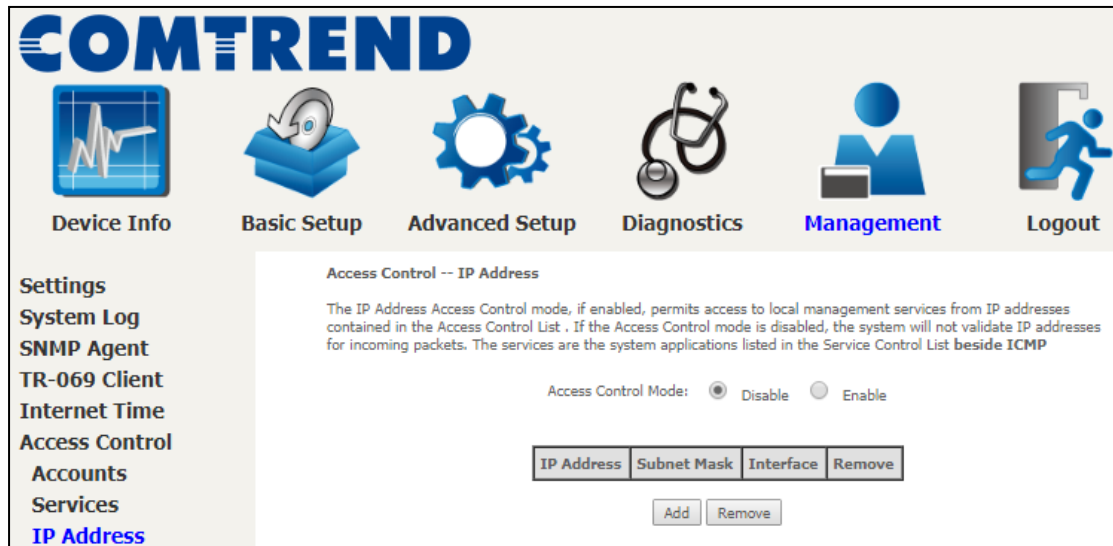 COMTREND
Device Info
Basic Setup
Advanced Setup
Diagnostics
Management
Logout
Settings
System Log
SNMP Agent
TR-069 Client
Internet Time
Access Control
Accounts
Services
IP Address
Access Control -- IP Address
The IP Address Access Control mode, if enabled, permits access to local management services from IP addresses
contained in the Access Control List . If the Access Control mode is disabled, the system will not validate IP addresses
for incoming packets. The services are the system applications listed in the Service Control List beside ICMP
Access Control Mode: Disable Enable
IP Address Subnet Mask Interface Remove
Add Remove